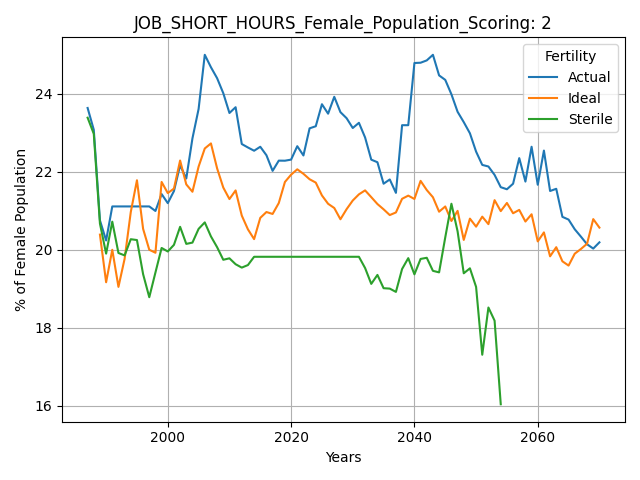 JOB_SHORT_HOURS_Female_Population_Scoring: 2
Fertility
Actual
Ideal
Sterile
% of Female Population
24
22
20
18
16
2000
2020
2040
2060
Years